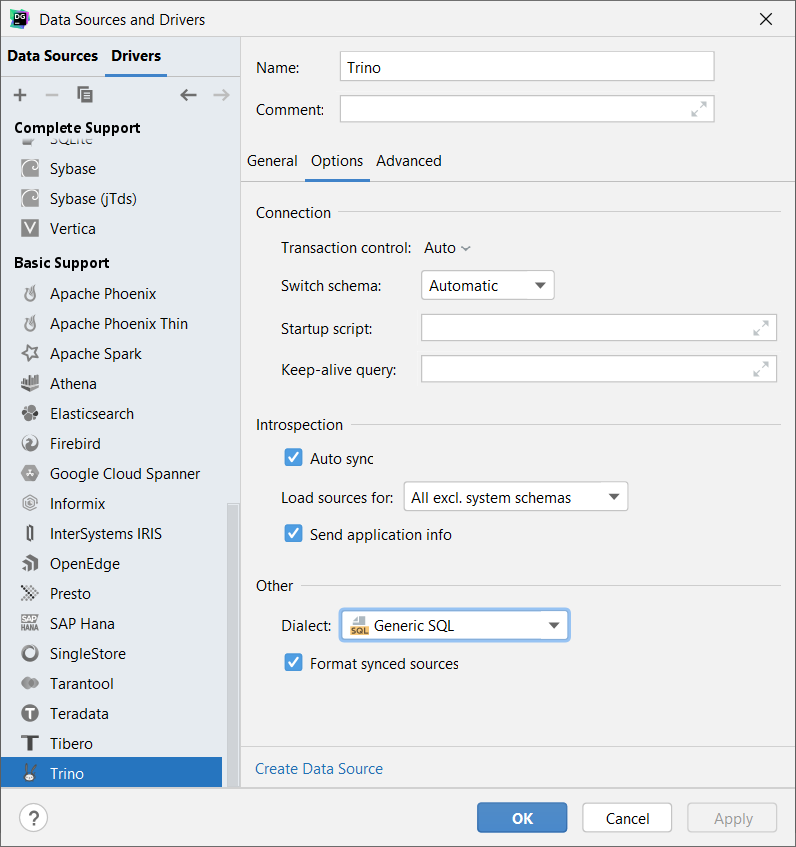 DG
Data Sources and Drivers
Data Sources Drivers
Complete Support
SQLite
Sybase
Sybase (jTds)
V Vertica
Basic Support
Apache Phoenix
Apache Phoenix Thin
Apache Spark
Athena
Elasticsearch
Firebird
Google Cloud Spanner
Informix
InterSystems IRIS
OpenEdge
Presto
SAP HANA SAP Hana
SingleStore
Tarantool
T Teradata
T Tibero
Trino
Name: Trino
Comment:
General Options Advanced
Connection
Transaction control: Auto
Switch schema: Automatic
Startup script:
Keep-alive query:
Introspection
Auto sync
Load sources for: All excl. system schemas
Send application info
Other
Dialect: SQL Generic SQL
Format synced sources
Create Data Source
? OK Cancel Apply